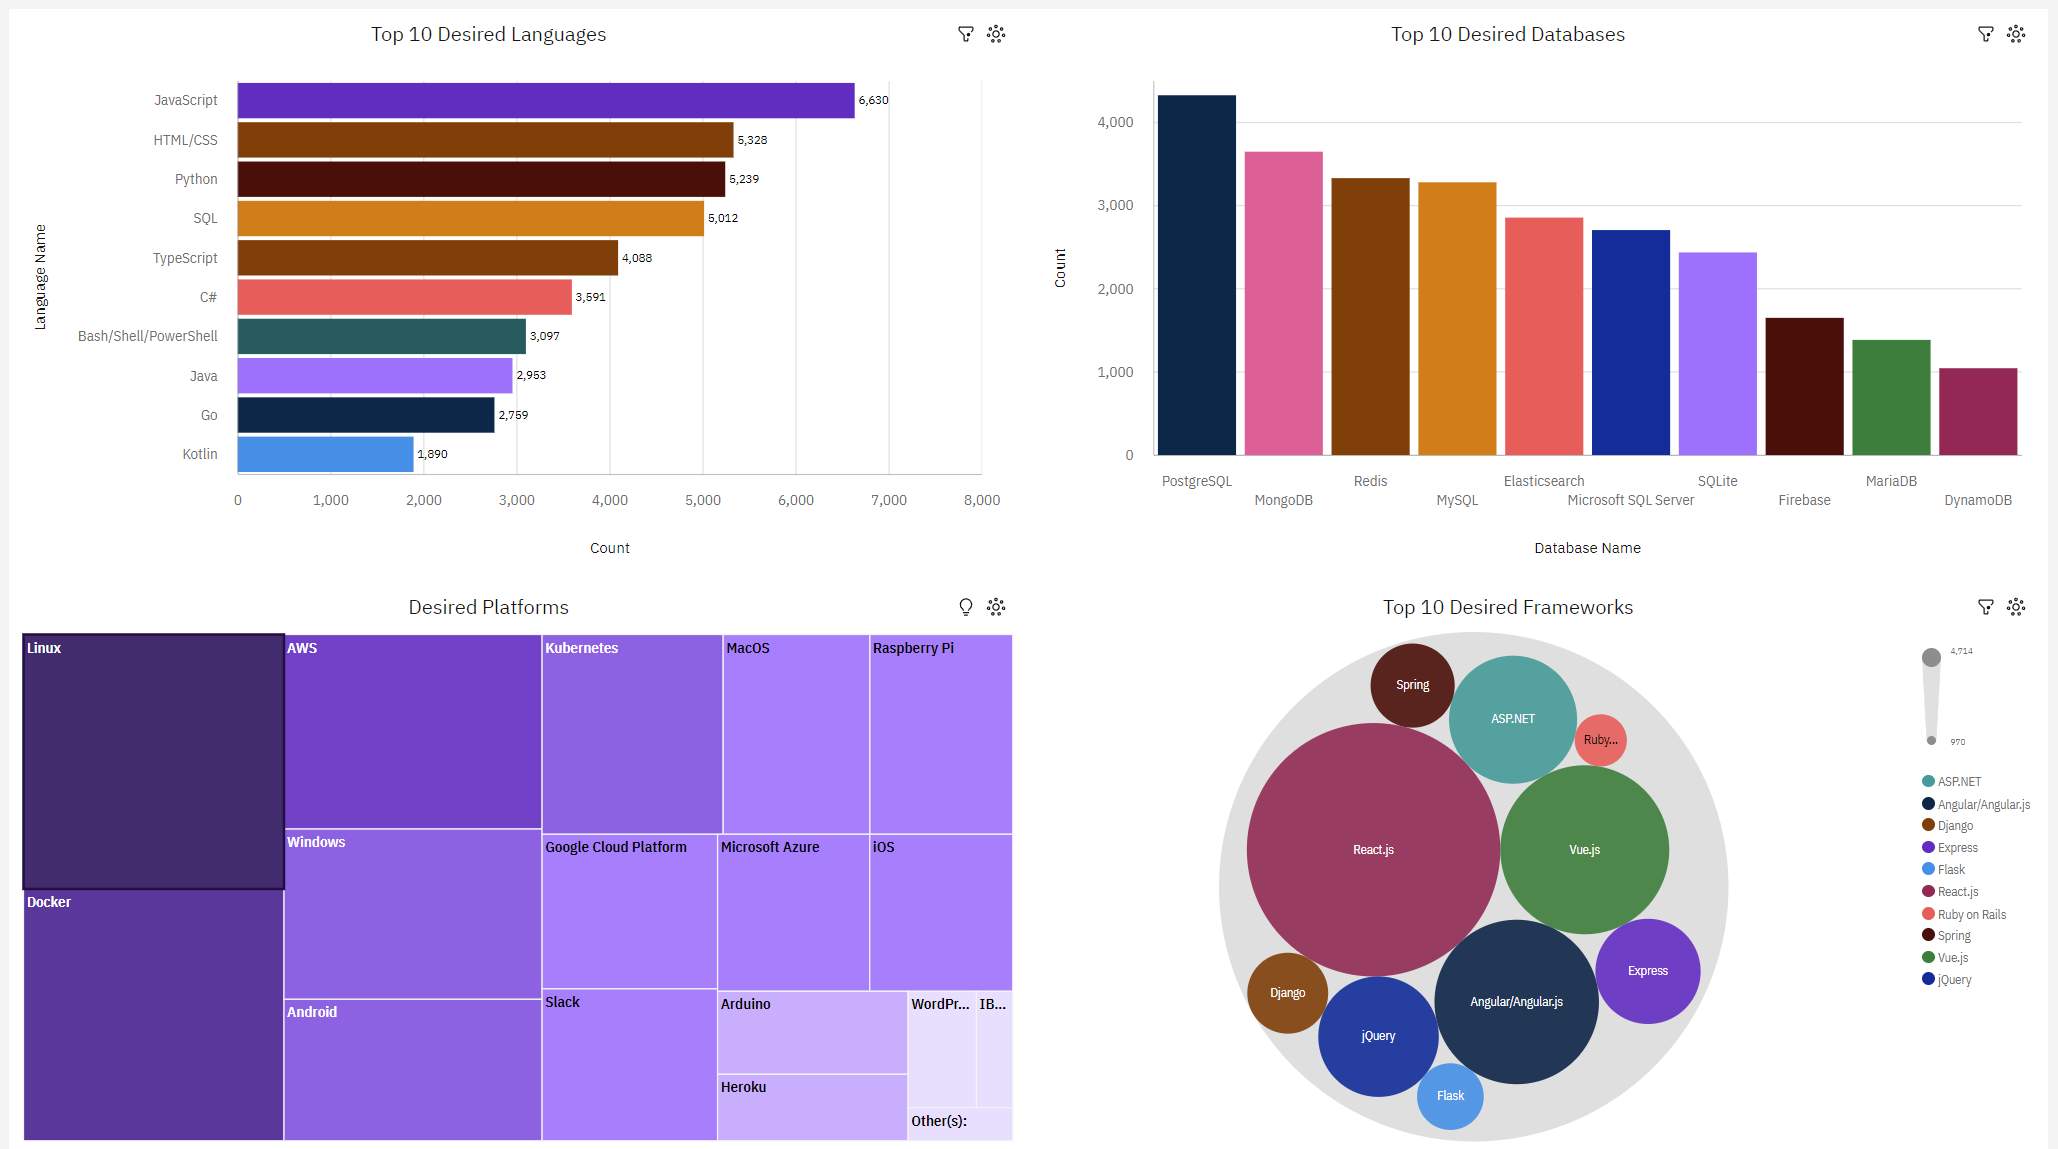 Top 10 Desired Languages
Language Name
JavaScript 6,630
HTML/CSS 5,328
Python 5,239
SQL 5,012
TypeScript 4,088
C# 3,591
Bash/Shell/PowerShell 3,097
Java 2,953
Go 2,759
Kotlin 1,890
0 1,000 2,000 3,000 4,000 5,000 6,000 7,000 8,000
Count
Top 10 Desired Databases
Count
4,000
3,000
2,000
1,000
0
PostgreSQL Redis Elasticsearch SQLite MariaDB
MongoDB MySQL Microsoft SQL Server Firebase DynamoDB
Database Name
Desired Platforms
Linux AWS Kubernetes MacOS Raspberry Pi
Windows Google Cloud Platform Microsoft Azure iOS
Docker
Android Slack Arduino WordPr... IB...
Heroku
Other(s):
Top 10 Desired Frameworks
Spring
ASP.NET
Ruby...
React.js
Vue.js
Express
Django
Angular/Angular.js
jQuery
Flask
4,714
970
ASP.NET
Angular/Angular.js
Django
Express
Flask
React.js
Ruby on Rails
Spring
Vue.js
jQuery